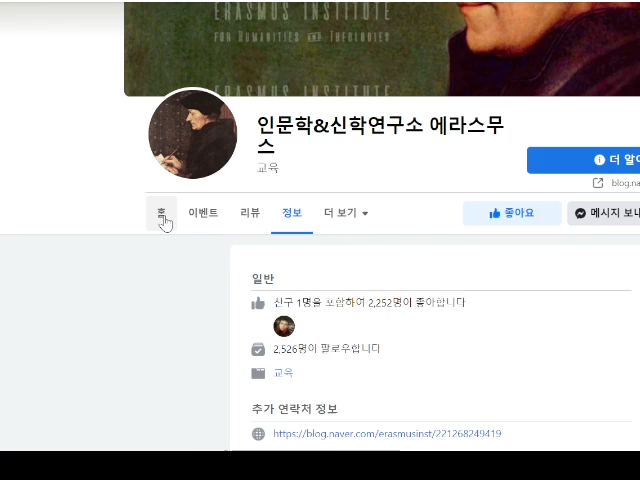 ERASMUS INSTITUTE
FOR HUMANITIES AND THEOLOGIES
ERASMUS INSTITUTE
인문학&신학연구소 에라스무
스
교육
더 알
blog.na
홈 이벤트 리뷰 정보 더 보기
좋아요 메시지 보내
일반
친구 1명을 포함하여 2,252명이 좋아합니다
2,526명이 팔로우합니다
교육
추가 연락처 정보
https://blog.naver.com/erasmusinst/221268249419